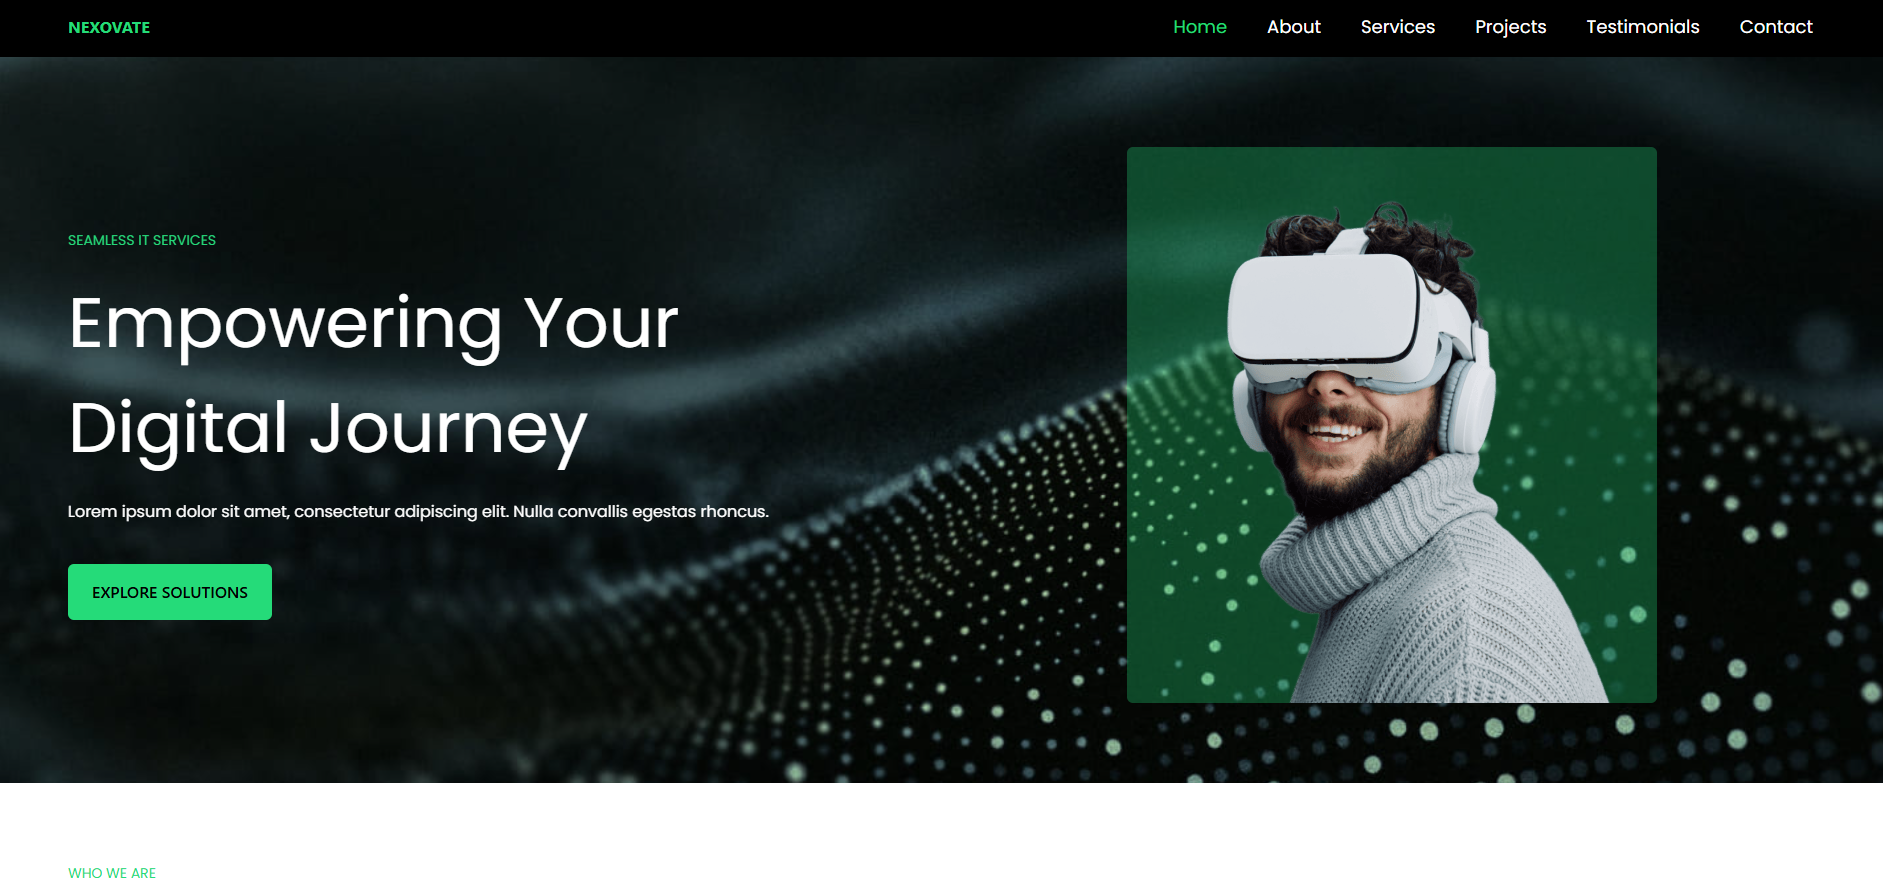 NEXOVATE
Home About Services Projects Testimonials Contact
SEAMLESS IT SERVICES
Empowering Your
Digital Journey
Lorem ipsum dolor sit amet, consectetur adipiscing elit. Nulla convallis egestas rhoncus.
EXPLORE SOLUTIONS
WHO WE ARE